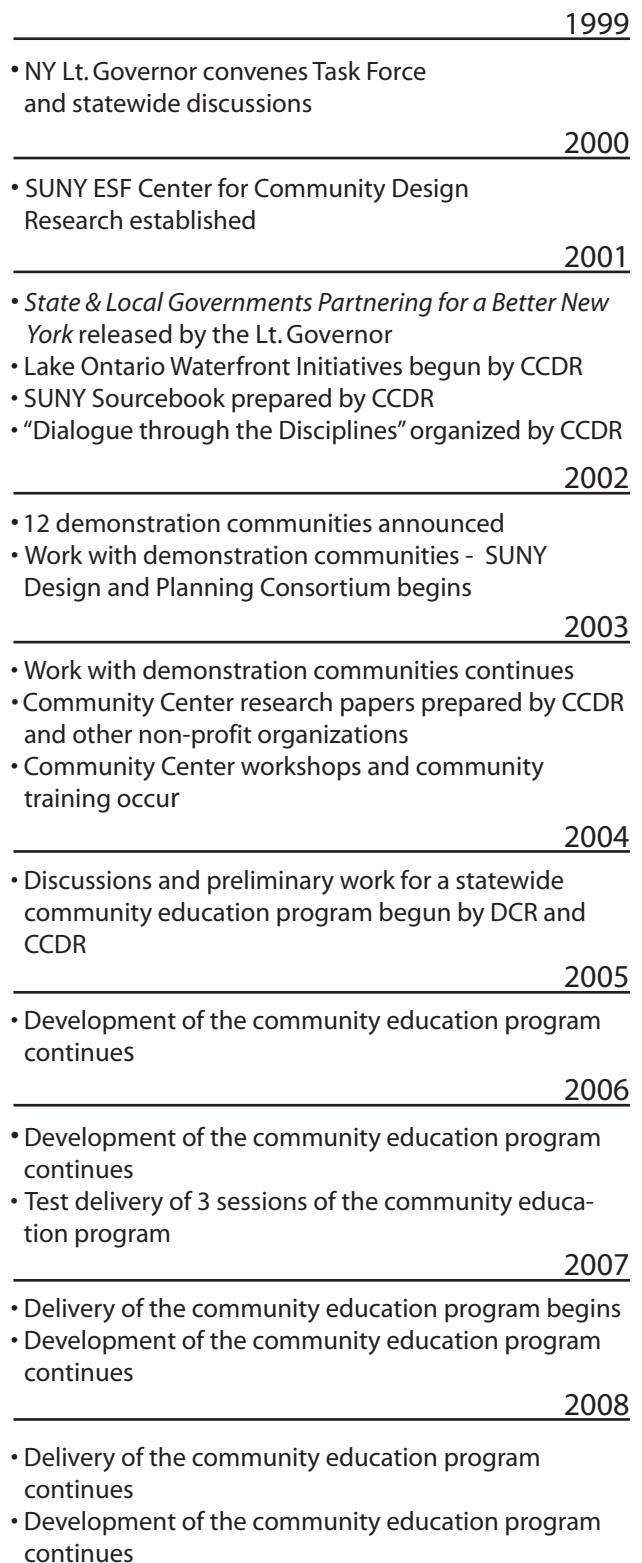 1999
• NY Lt. Governor convenes Task Force
and statewide discussions
2000
• SUNY ESF Center for Community Design
Research established
2001
• State & Local Governments Partnering for a Better New
York released by the Lt. Governor
• Lake Ontario Waterfront Initiatives begun by CCDR
• SUNY Sourcebook prepared by CCDR
• “Dialogue through the Disciplines” organized by CCDR
2002
• 12 demonstration communities announced
• Work with demonstration communities - SUNY
Design and Planning Consortium begins
2003
• Work with demonstration communities continues
• Community Center research papers prepared by CCDR
and other non-profit organizations
• Community Center workshops and community
training occur
2004
• Discussions and preliminary work for a statewide
community education program begun by DCR and
CCDR
2005
• Development of the community education program
continues
2006
• Development of the community education program
continues
• Test delivery of 3 sessions of the community educa-
tion program
2007
• Delivery of the community education program begins
• Development of the community education program
continues
2008
• Delivery of the community education program
continues
• Development of the community education program
continues